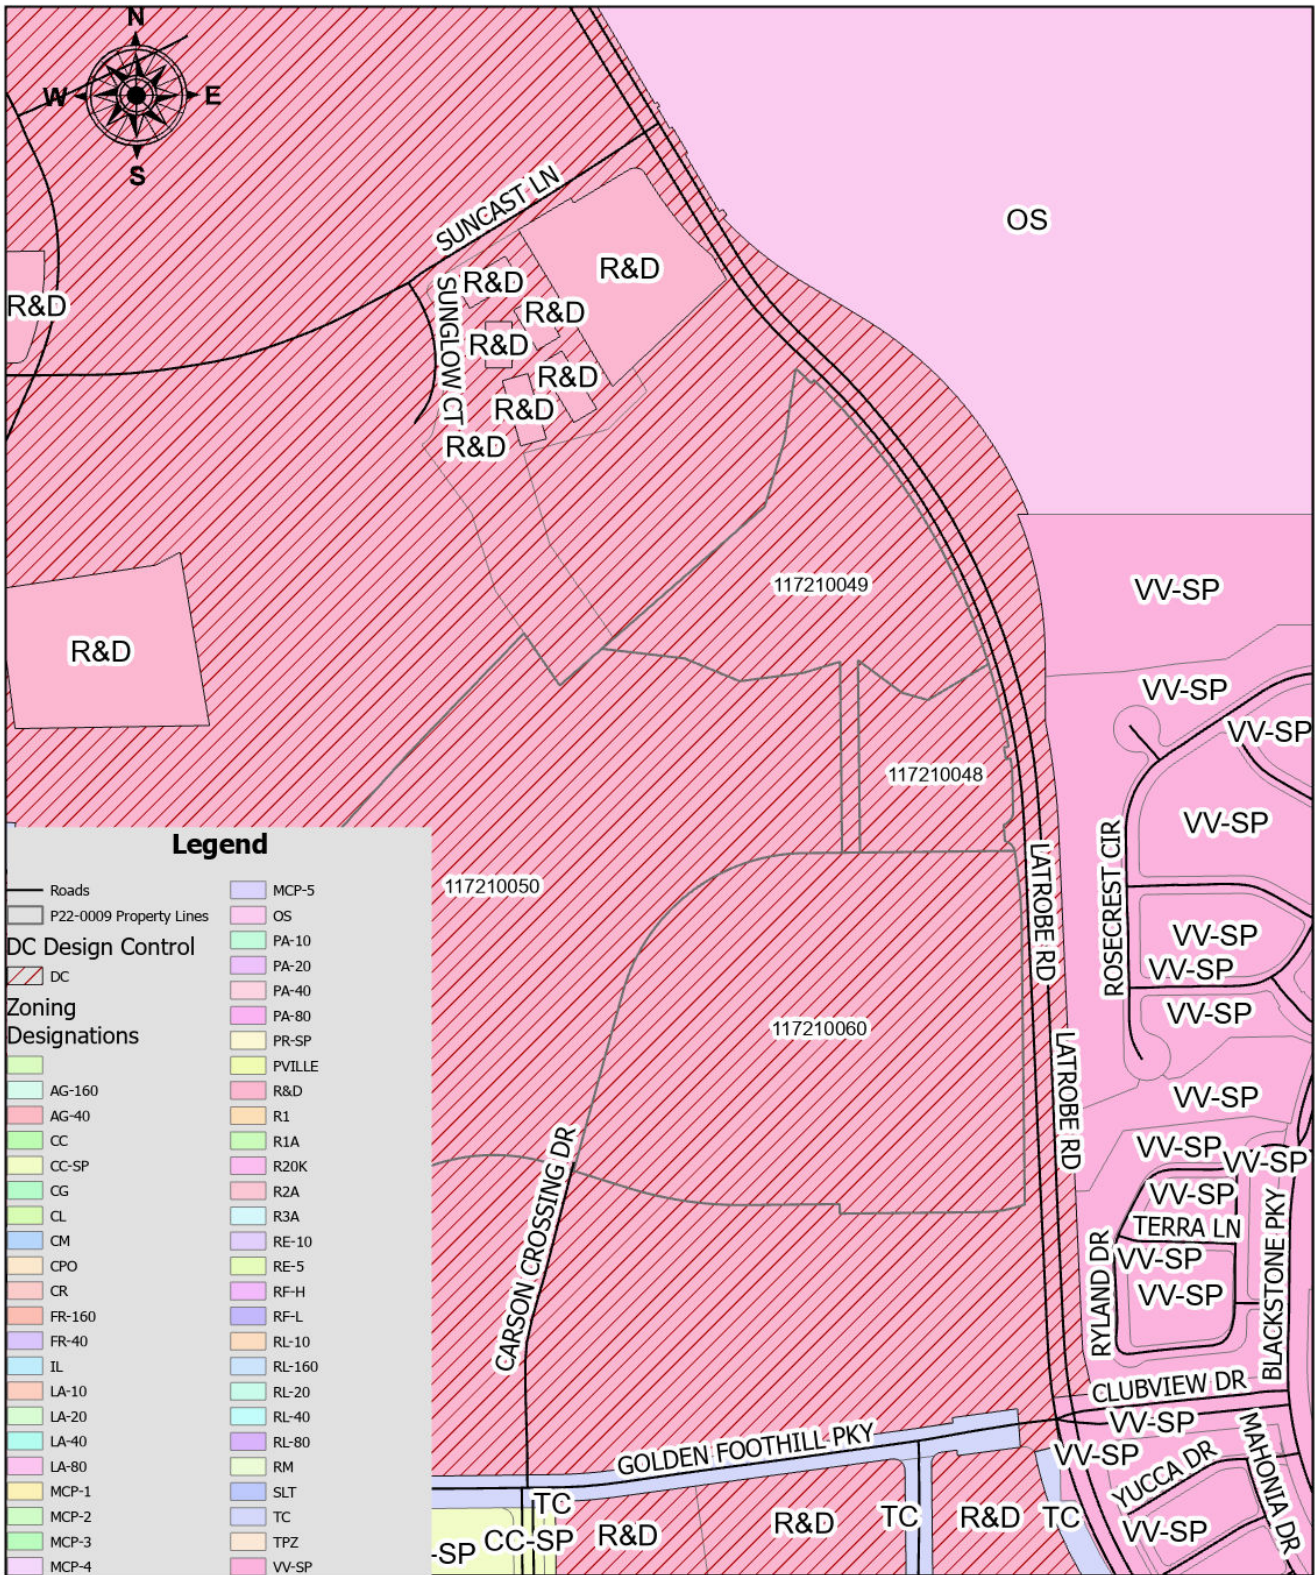 N
W
E
S
SUNCAST LN
OS
R&D
R&D
R&D
R&D
SUNGLOW CT
R&D
R&D
R&D
R&D
117210049
VV-SP
R&D
VV-SP
VV-SP
117210048
VV-SP
ROSECREST CIR
LATROBE RD
117210050
VV-SP
VV-SP
VV-SP
117210060
LATROBE RD
VV-SP
CARSON CROSSING DR
VV-SP
VV-SP
VV-SP
TERRA LN
RYLAND DR
VV-SP
VV-SP
BLACKSTONE PKY
CLUBVIEW DR
VV-SP
GOLDEN FOOTHILL PKY
VV-SP
YUCCA DR
MAHONIA DR
TC
R&D
R&D
TC
R&D
TC
VV-SP
-SP
CC-SP
Legend
Roads
P22-0009 Property Lines
DC Design Control
DC
Zoning
Designations
AG-160
AG-40
CC
CC-SP
CG
CL
CM
CPO
CR
FR-160
FR-40
IL
LA-10
LA-20
LA-40
LA-80
MCP-1
MCP-2
MCP-3
MCP-4
MCP-5
OS
PA-10
PA-20
PA-40
PA-80
PR-SP
PVILLE
R&D
R1
R1A
R20K
R2A
R3A
RE-10
RE-5
RF-H
RF-L
RL-10
RL-160
RL-20
RL-40
RL-80
RM
SLT
TC
TPZ
VV-SP